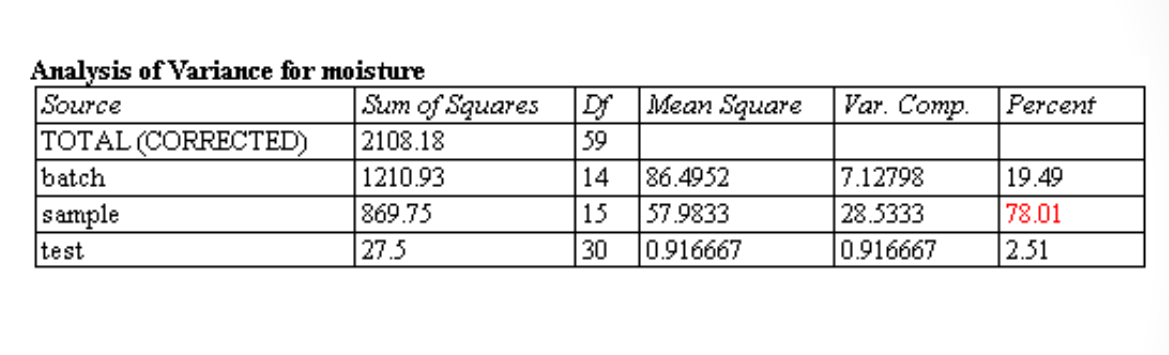 Analysis of Variance for moisture
Source Sum of Squares Df Mean Square Var. Comp. Percent
TOTAL (CORRECTED) 2108.18 59
batch 1210.93 14 86.4952 7.12798 19.49
sample 869.75 15 57.9833 28.5333 78.01
test 27.5 30 0.916667 0.916667 2.51